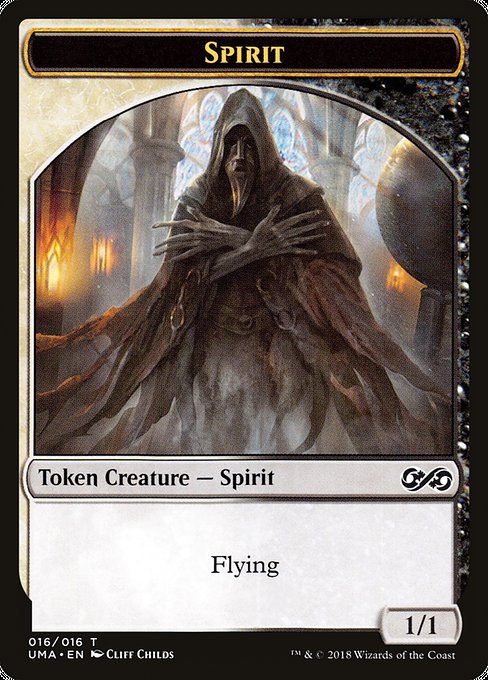 Spirit
Token Creature — Spirit
Flying
1/1
016/016 T
UMA • EN Cliff Childs
™ & © 2018 Wizards of the Coast